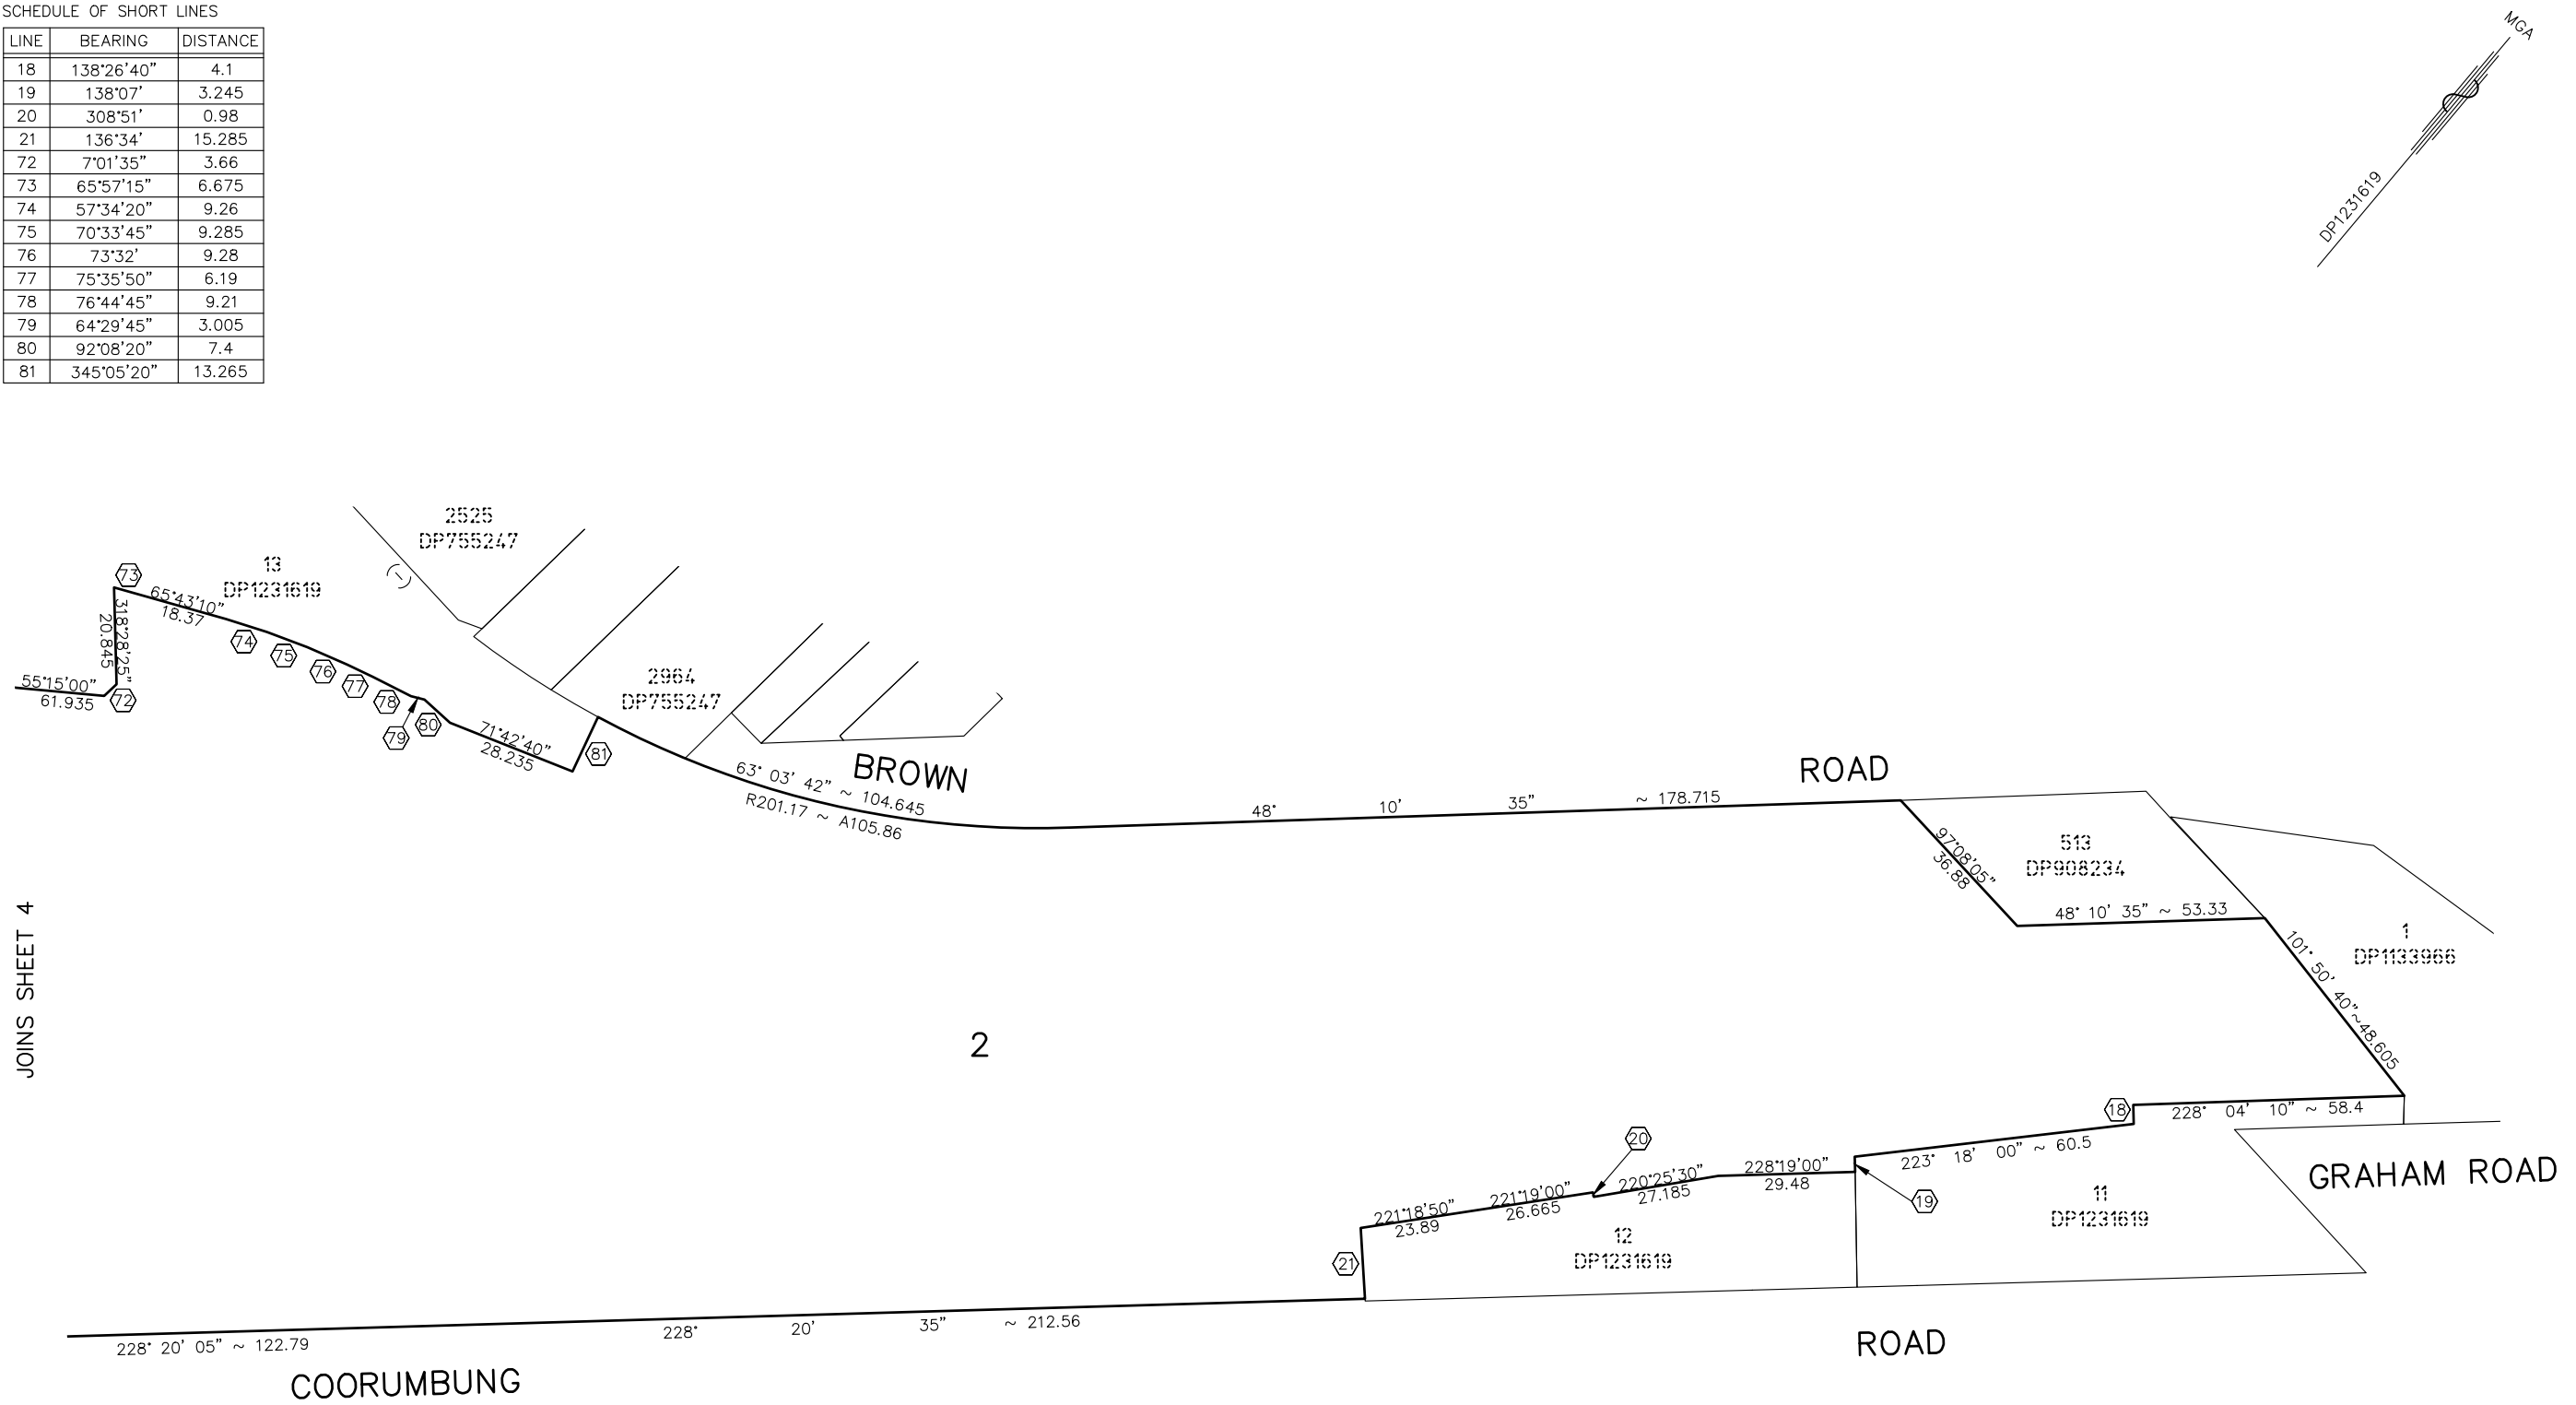 SCHEDULE OF SHORT LINES
LINE BEARING DISTANCE
18 138°26'40" 4.1
19 138°07' 3.245
20 308°51' 0.98
21 136°34' 15.285
72 7°01'35" 3.66
73 65°57'15" 6.675
74 57°34'20" 9.26
75 70°33'45" 9.285
76 73°32' 9.28
77 75°35'50" 6.19
78 76°44'45" 9.21
79 64°29'45" 3.005
80 92°08'20" 7.4
81 345°05'20" 13.265
MGA
DP1231619
2525
DP755247
(-)
13
DP1231619
73
65°43'10"
18.37
318°28'25"
20.845
55°15'00"
61.935
72
74
75
76
77
78
79
80
71°42'40"
28.235
81
2964
DP755247
BROWN
ROAD
63° 03' 42" ~ 104.645
R201.17 ~ A105.86
48° 10' 35" ~ 178.715
97°08'05"
36.88
513
DP908234
48° 10' 35" ~ 53.33
1
DP1133966
101° 50' 40"~48.605
JOINS SHEET 4
2
18
228° 04' 10" ~ 58.4
20
223° 18' 00" ~ 60.5
GRAHAM ROAD
221°18'50"
23.89
221°19'00"
26.665
220°25'30"
27.185
228°19'00"
29.48
19
11
DP1231619
12
DP1231619
21
228° 20' 05" ~ 122.79
228° 20' 35" ~ 212.56
COORUMBUNG
ROAD